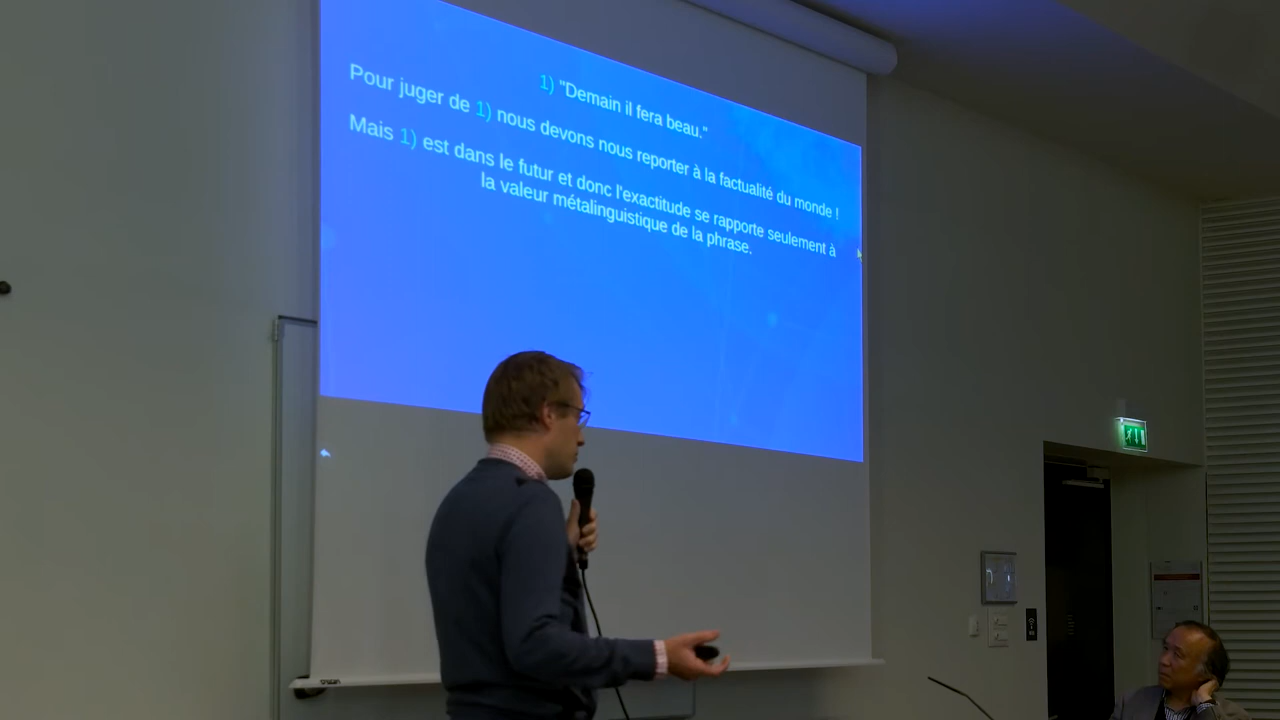 1) "Demain il fera beau."
Pour juger de 1) nous devons nous reporter à la factualité du monde !
Mais 1) est dans le futur et donc l'exactitude se rapporte seulement à
la valeur métalinguistique de la phrase.